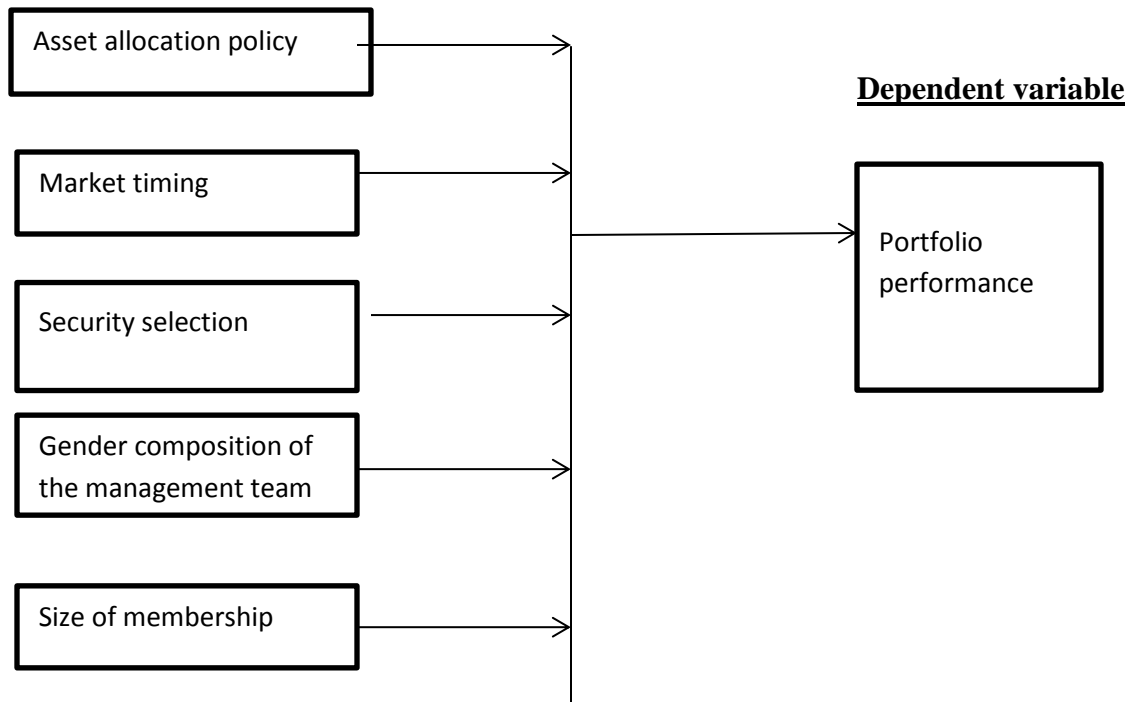 Asset allocation policy
Dependent variable
Market timing
Portfolio
performance
Security selection
Gender composition of
the management team
Size of membership